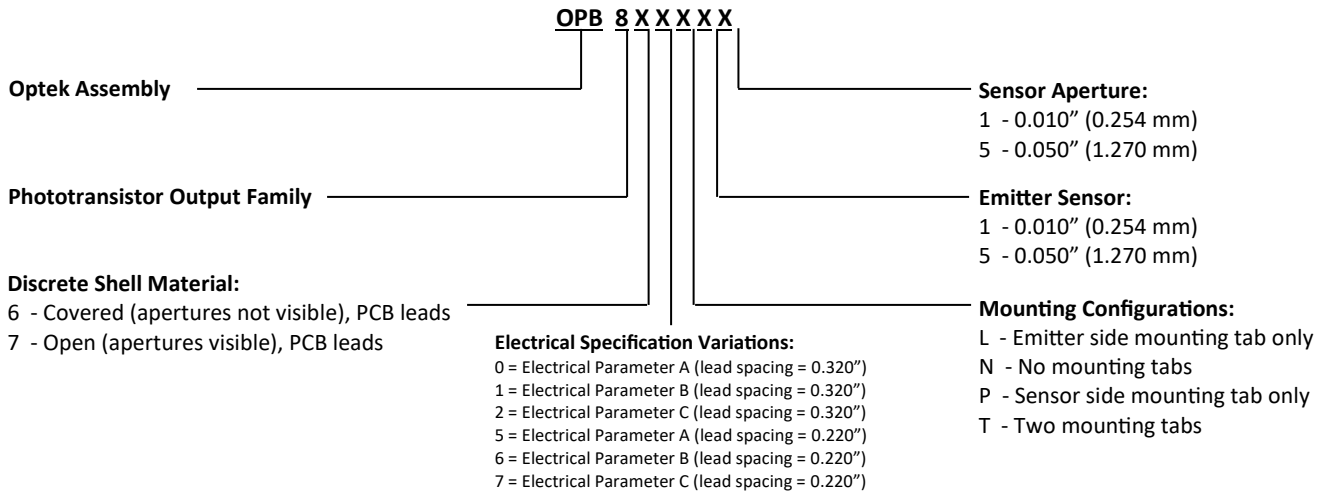 OPB 8 X X X X X
Optek Assembly
Phototransistor Output Family
Discrete Shell Material:
6 - Covered (apertures not visible), PCB leads
7 - Open (apertures visible), PCB leads
Electrical Specification Variations:
0 = Electrical Parameter A (lead spacing = 0.320”)
1 = Electrical Parameter B (lead spacing = 0.320”)
2 = Electrical Parameter C (lead spacing = 0.320”)
5 = Electrical Parameter A (lead spacing = 0.220”)
6 = Electrical Parameter B (lead spacing = 0.220”)
7 = Electrical Parameter C (lead spacing = 0.220”)
Sensor Aperture:
1 - 0.010” (0.254 mm)
5 - 0.050” (1.270 mm)
Emitter Sensor:
1 - 0.010” (0.254 mm)
5 - 0.050” (1.270 mm)
Mounting Configurations:
L - Emitter side mounting tab only
N - No mounting tabs
P - Sensor side mounting tab only
T - Two mounting tabs